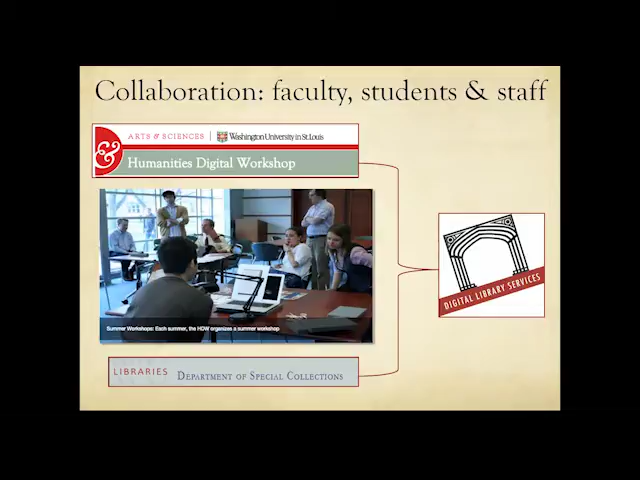 Collaboration: faculty, students & staff
ARTS & SCIENCES | Washington University in St. Louis
Humanities Digital Workshop
Summer Workshops: Each summer, the HDW organizes a summer workshop
DIGITAL LIBRARY SERVICES
LIBRARIES DEPARTMENT OF SPECIAL COLLECTIONS